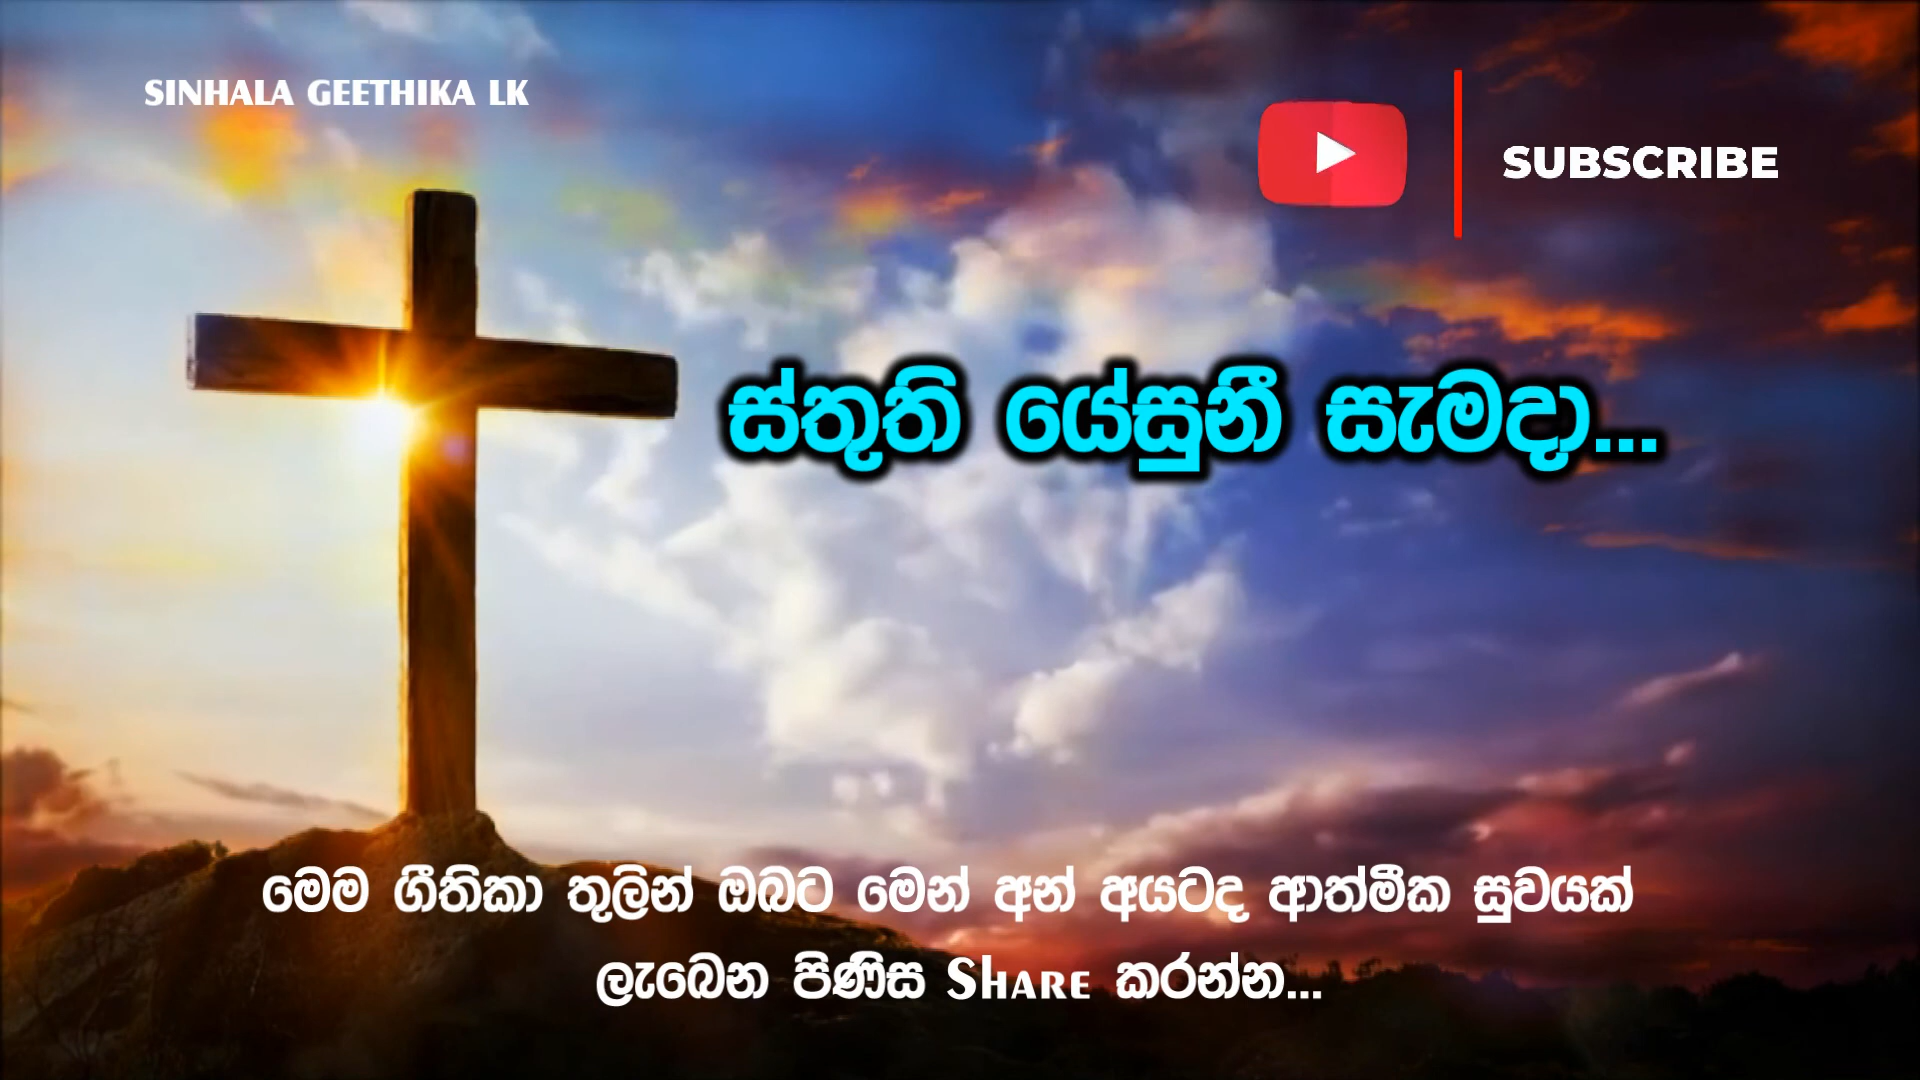 SINHALA GEETHIKA LK
SUBSCRIBE
ස්තුති යේසුනී සැමදා...
මෙම ගීතිකා තුලින් ඔබට මෙන් අන් අයටද ආත්මීක සුවයක්
ලැබෙන පිණිස SHARE කරන්න...